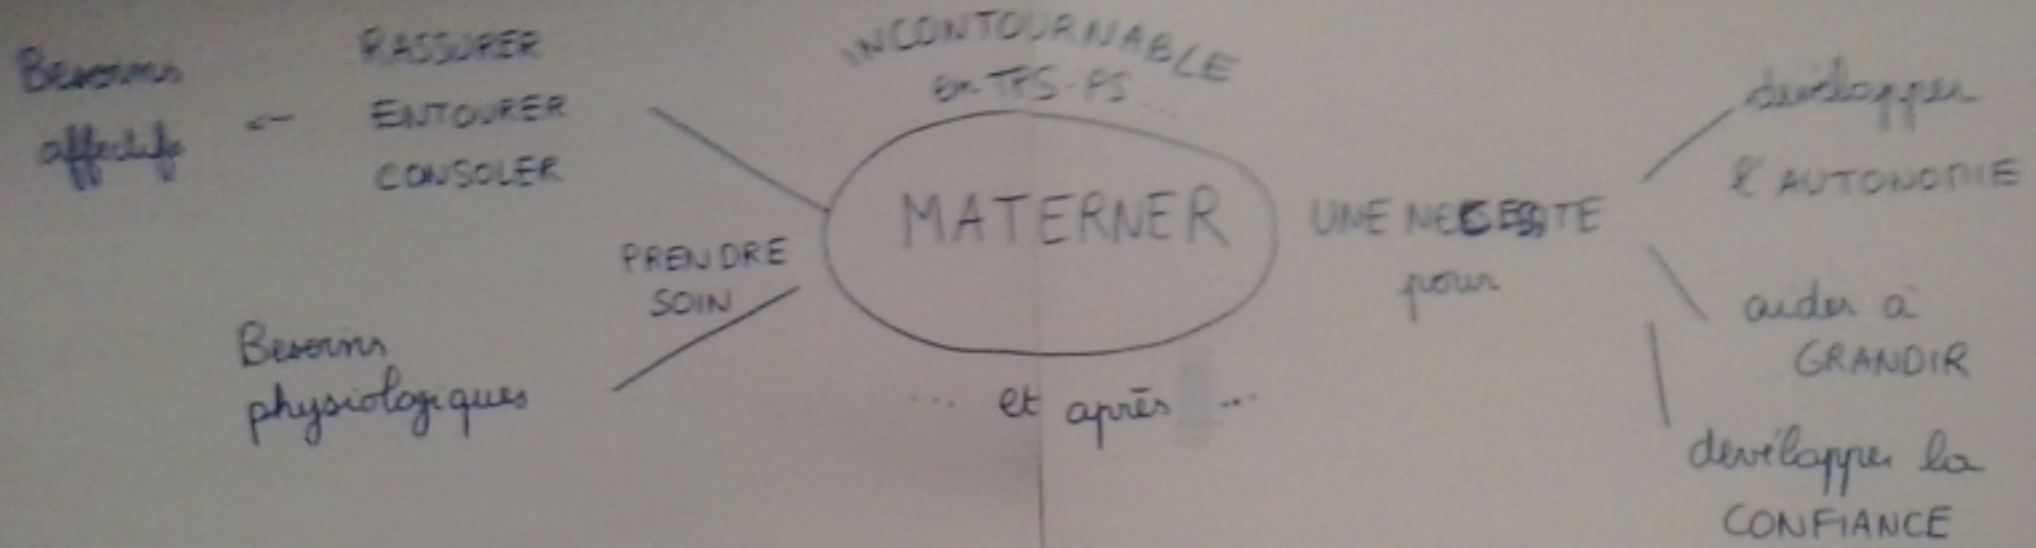 Besoins
affectifs
←
RASSURER
ENTOURER
CONSOLER
PRENDRE
SOIN
Besoins
physiologiques
INCONTOURNABLE
en TPS-PS...
MATERNER
... et après ...
UNE NECESSITE
pour
développer
l'AUTONOMIE
aider à
GRANDIR
développer la
CONFIANCE